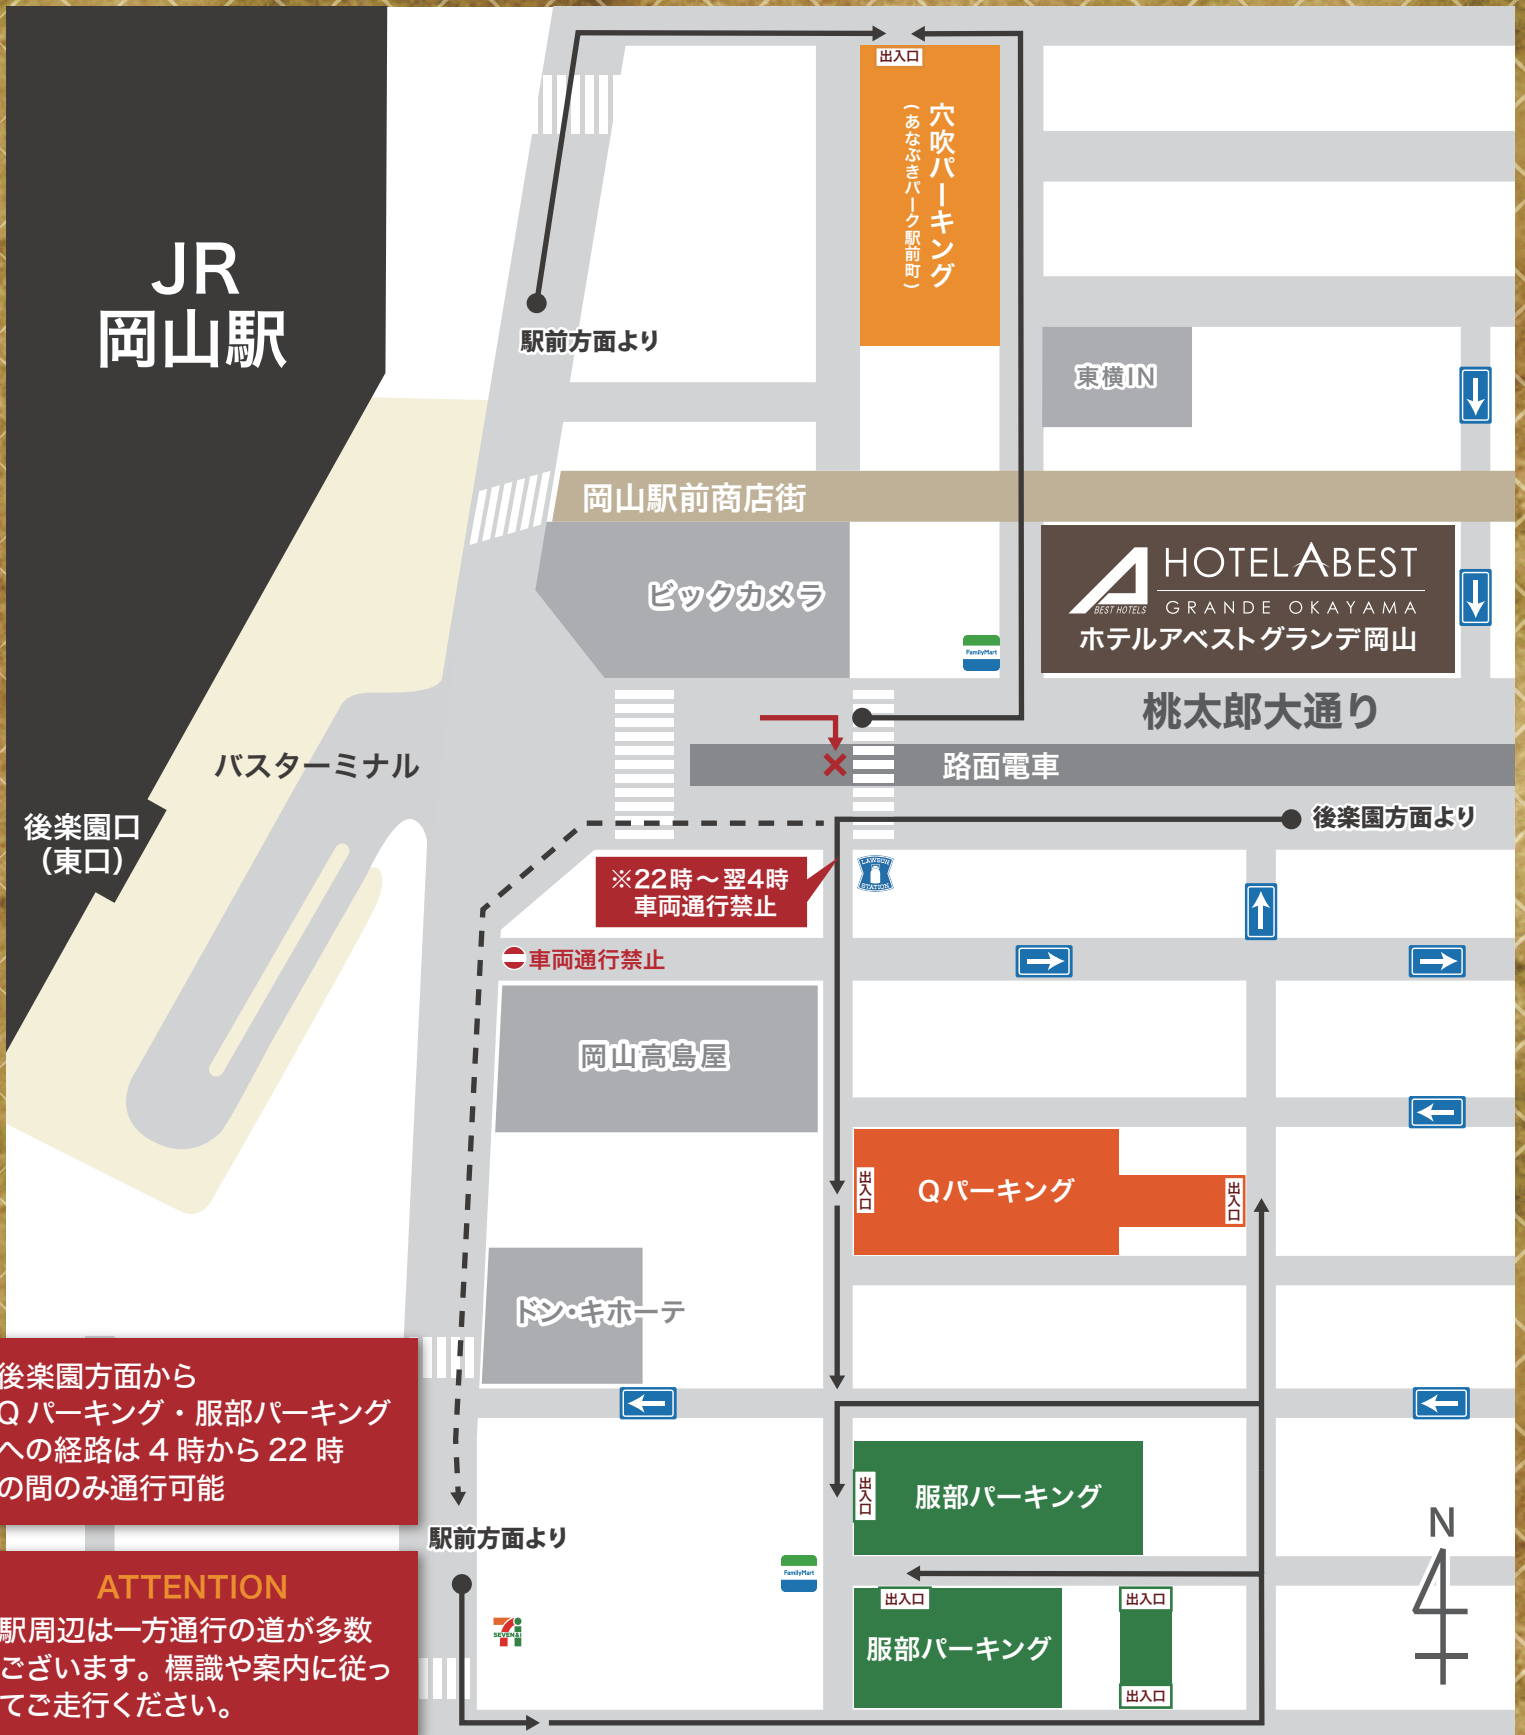 出入口
穴吹パーキング
(あなぶきパーク駅前町)
JR
岡山駅
駅前方面より
東横IN
岡山駅前商店街
HOTEL ABEST
GRANDE OKAYAMA
BEST HOTELS
ホテルアベストグランデ岡山
ビックカメラ
FamilyMart
桃太郎大通り
バスターミナル
路面電車
後楽園口
(東口)
後楽園方面より
※22時～翌4時
車両通行禁止
LAWSON
STATION
車両通行禁止
岡山高島屋
出入口
Qパーキング
出入口
ドン・キホーテ
後楽園方面から
Q パーキング・服部パーキング
への経路は 4 時から 22 時
の間のみ通行可能
出入口
服部パーキング
N
駅前方面より
FamilyMart
ATTENTION
駅周辺は一方通行の道が多数
ございます。標識や案内に従っ
てご走行ください。
7i
SEVEN&i
出入口
服部パーキング
出入口
出入口